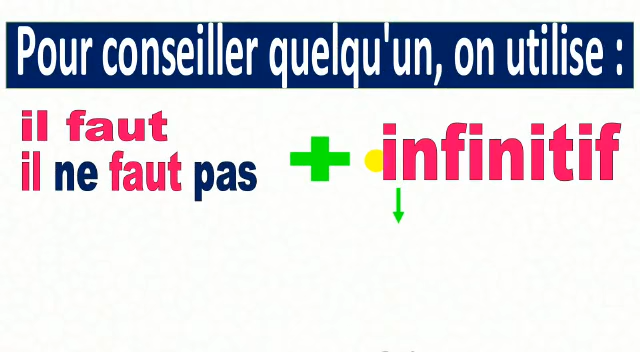 Pour conseiller quelqu'un, on utilise :
il faut
il ne faut pas + infinitif